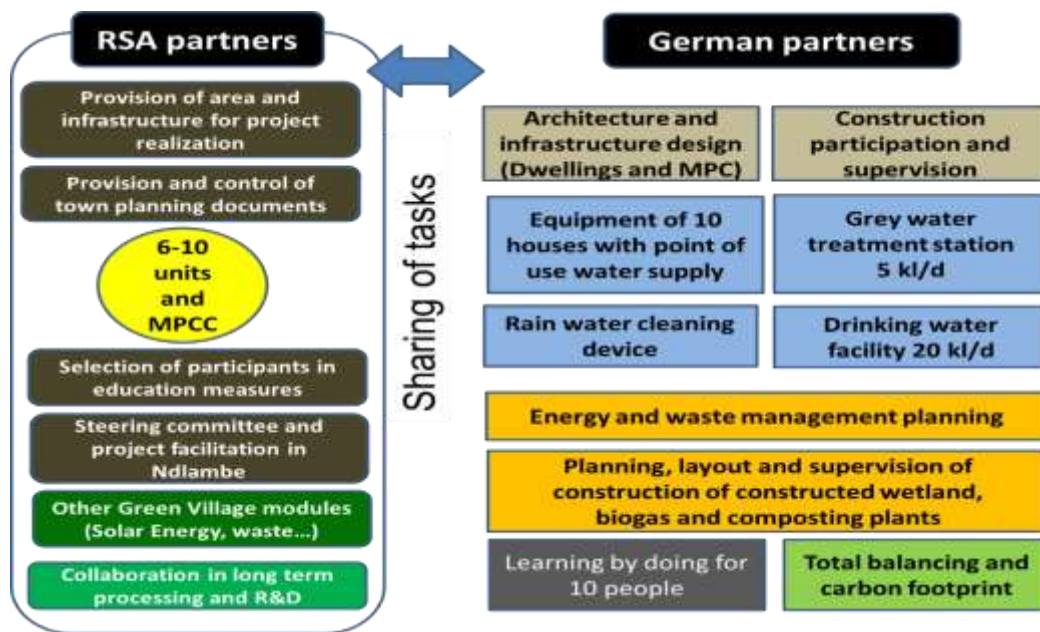 RSA partners
Provision of area and
infrastructure for project
realization
Provision and control of
town planning documents
6-10
units
and
MPCC
Selection of participants in
education measures
Steering committee and
project facilitation in
Ndlambe
Other Green Village modules
(Solar Energy, waste...)
Collaboration in long term
processing and R&D
Sharing of tasks
German partners
Architecture and
infrastructure design
(Dwellings and MPC)
Construction
participation and
supervision
Equipment of 10
houses with point of
use water supply
Grey water
treatment station
5 kl/d
Rain water cleaning
device
Drinking water
facility 20 kl/d
Energy and waste management planning
Planning, layout and supervision of
construction of constructed wetland,
biogas and composting plants
Learning by doing for
10 people
Total balancing and
carbon footprint